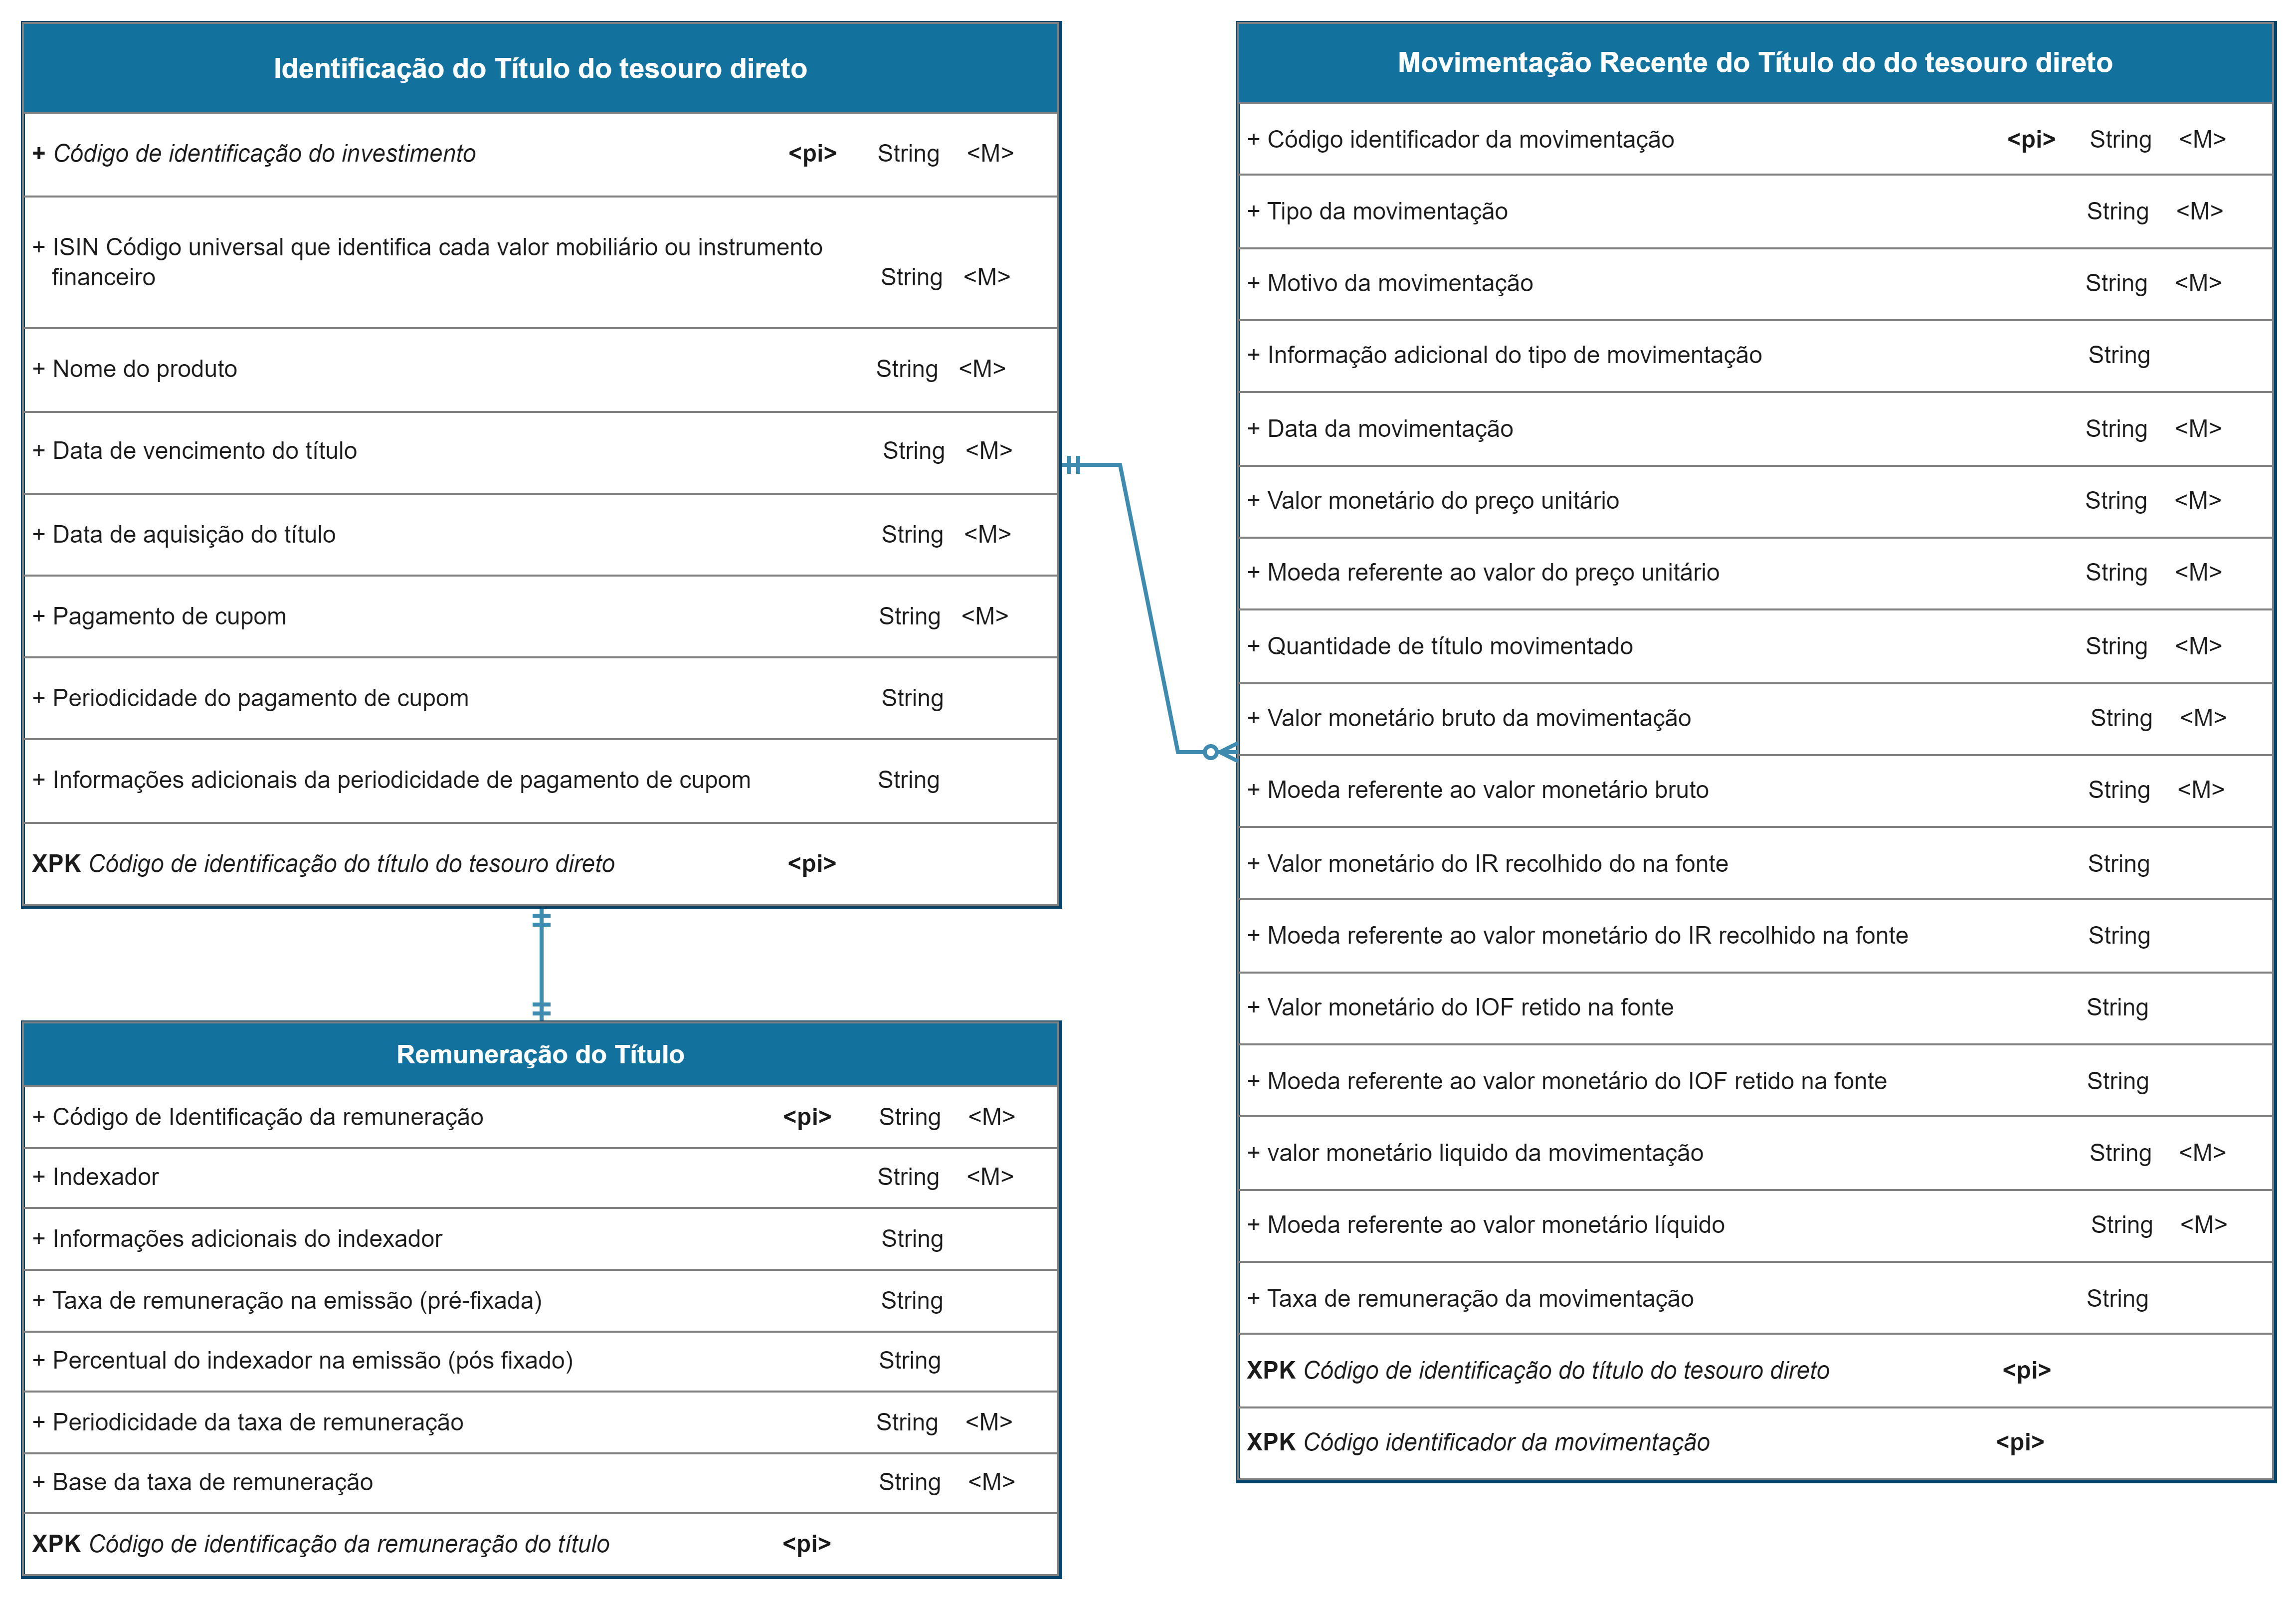 Identificação do Título do tesouro direto
+ Código de identificação do investimento <pi> String <M>
+ ISIN Código universal que identifica cada valor mobiliário ou instrumento
financeiro String <M>
+ Nome do produto String <M>
+ Data de vencimento do título String <M>
+ Data de aquisição do título String <M>
+ Pagamento de cupom String <M>
+ Periodicidade do pagamento de cupom String
+ Informações adicionais da periodicidade de pagamento de cupom String
XPK Código de identificação do título do tesouro direto <pi>
Remuneração do Título
+ Código de Identificação da remuneração <pi> String <M>
+ Indexador String <M>
+ Informações adicionais do indexador String
+ Taxa de remuneração na emissão (pré-fixada) String
+ Percentual do indexador na emissão (pós fixado) String
+ Periodicidade da taxa de remuneração String <M>
+ Base da taxa de remuneração String <M>
XPK Código de identificação da remuneração do título <pi>
Movimentação Recente do Título do do tesouro direto
+ Código identificador da movimentação <pi> String <M>
+ Tipo da movimentação String <M>
+ Motivo da movimentação String <M>
+ Informação adicional do tipo de movimentação String
+ Data da movimentação String <M>
+ Valor monetário do preço unitário String <M>
+ Moeda referente ao valor do preço unitário String <M>
+ Quantidade de título movimentado String <M>
+ Valor monetário bruto da movimentação String <M>
+ Moeda referente ao valor monetário bruto String <M>
+ Valor monetário do IR recolhido do na fonte String
+ Moeda referente ao valor monetário do IR recolhido na fonte String
+ Valor monetário do IOF retido na fonte String
+ Moeda referente ao valor monetário do IOF retido na fonte String
+ valor monetário liquido da movimentação String <M>
+ Moeda referente ao valor monetário líquido String <M>
+ Taxa de remuneração da movimentação String
XPK Código de identificação do título do tesouro direto <pi>
XPK Código identificador da movimentação <pi>